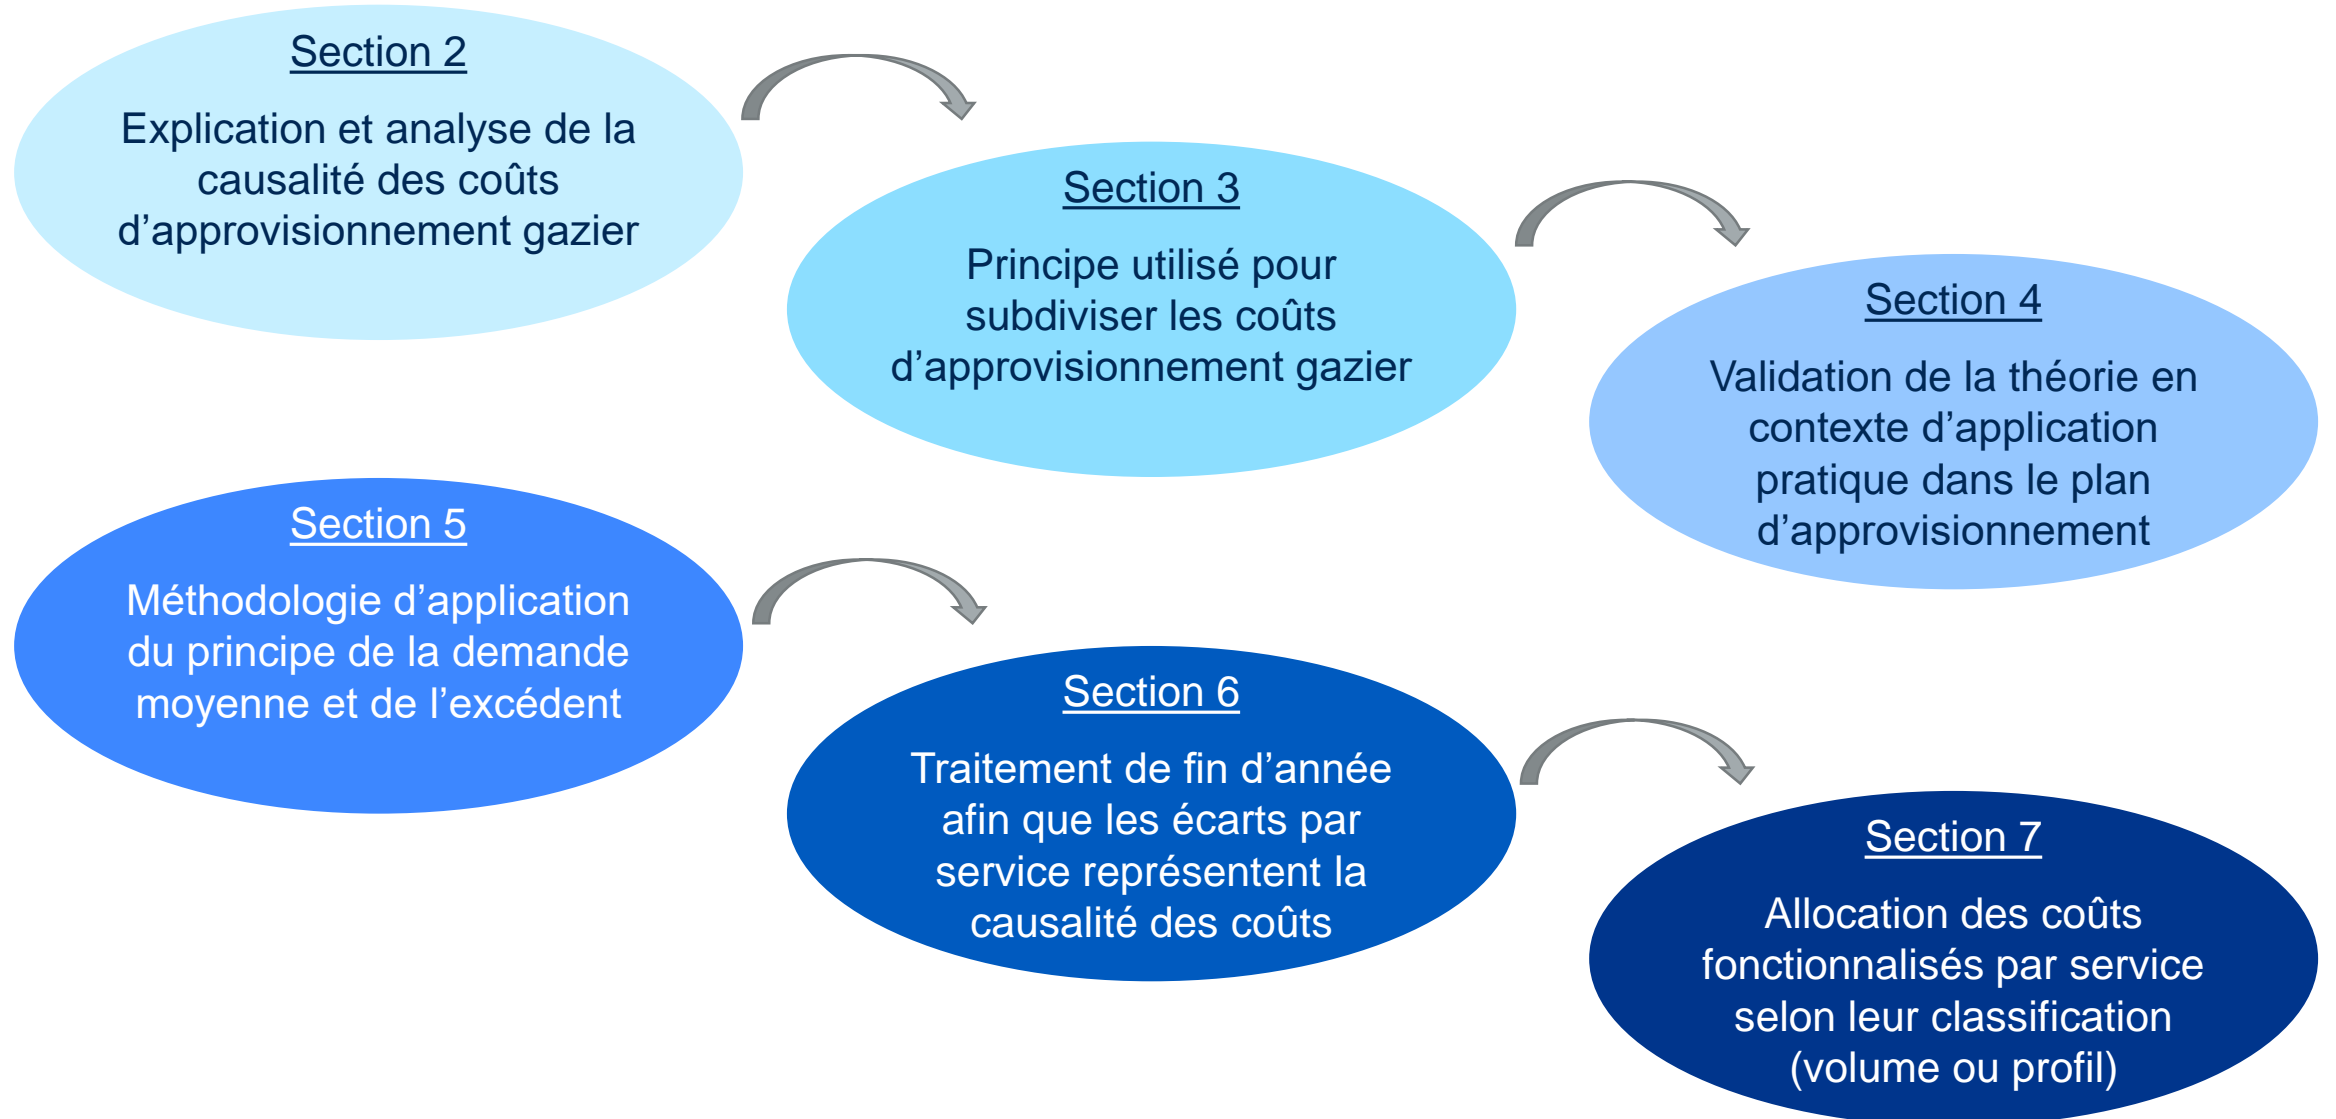 Section 2
Explication et analyse de la
causalité des coûts
d’approvisionnement gazier
Section 3
Principe utilisé pour
subdiviser les coûts
d’approvisionnement gazier
Section 4
Validation de la théorie en
contexte d’application
pratique dans le plan
d’approvisionnement
Section 5
Méthodologie d’application
du principe de la demande
moyenne et de l’excédent
Section 6
Traitement de fin d’année
afin que les écarts par
service représentent la
causalité des coûts
Section 7
Allocation des coûts
fonctionnalisés par service
selon leur classification
(volume ou profil)